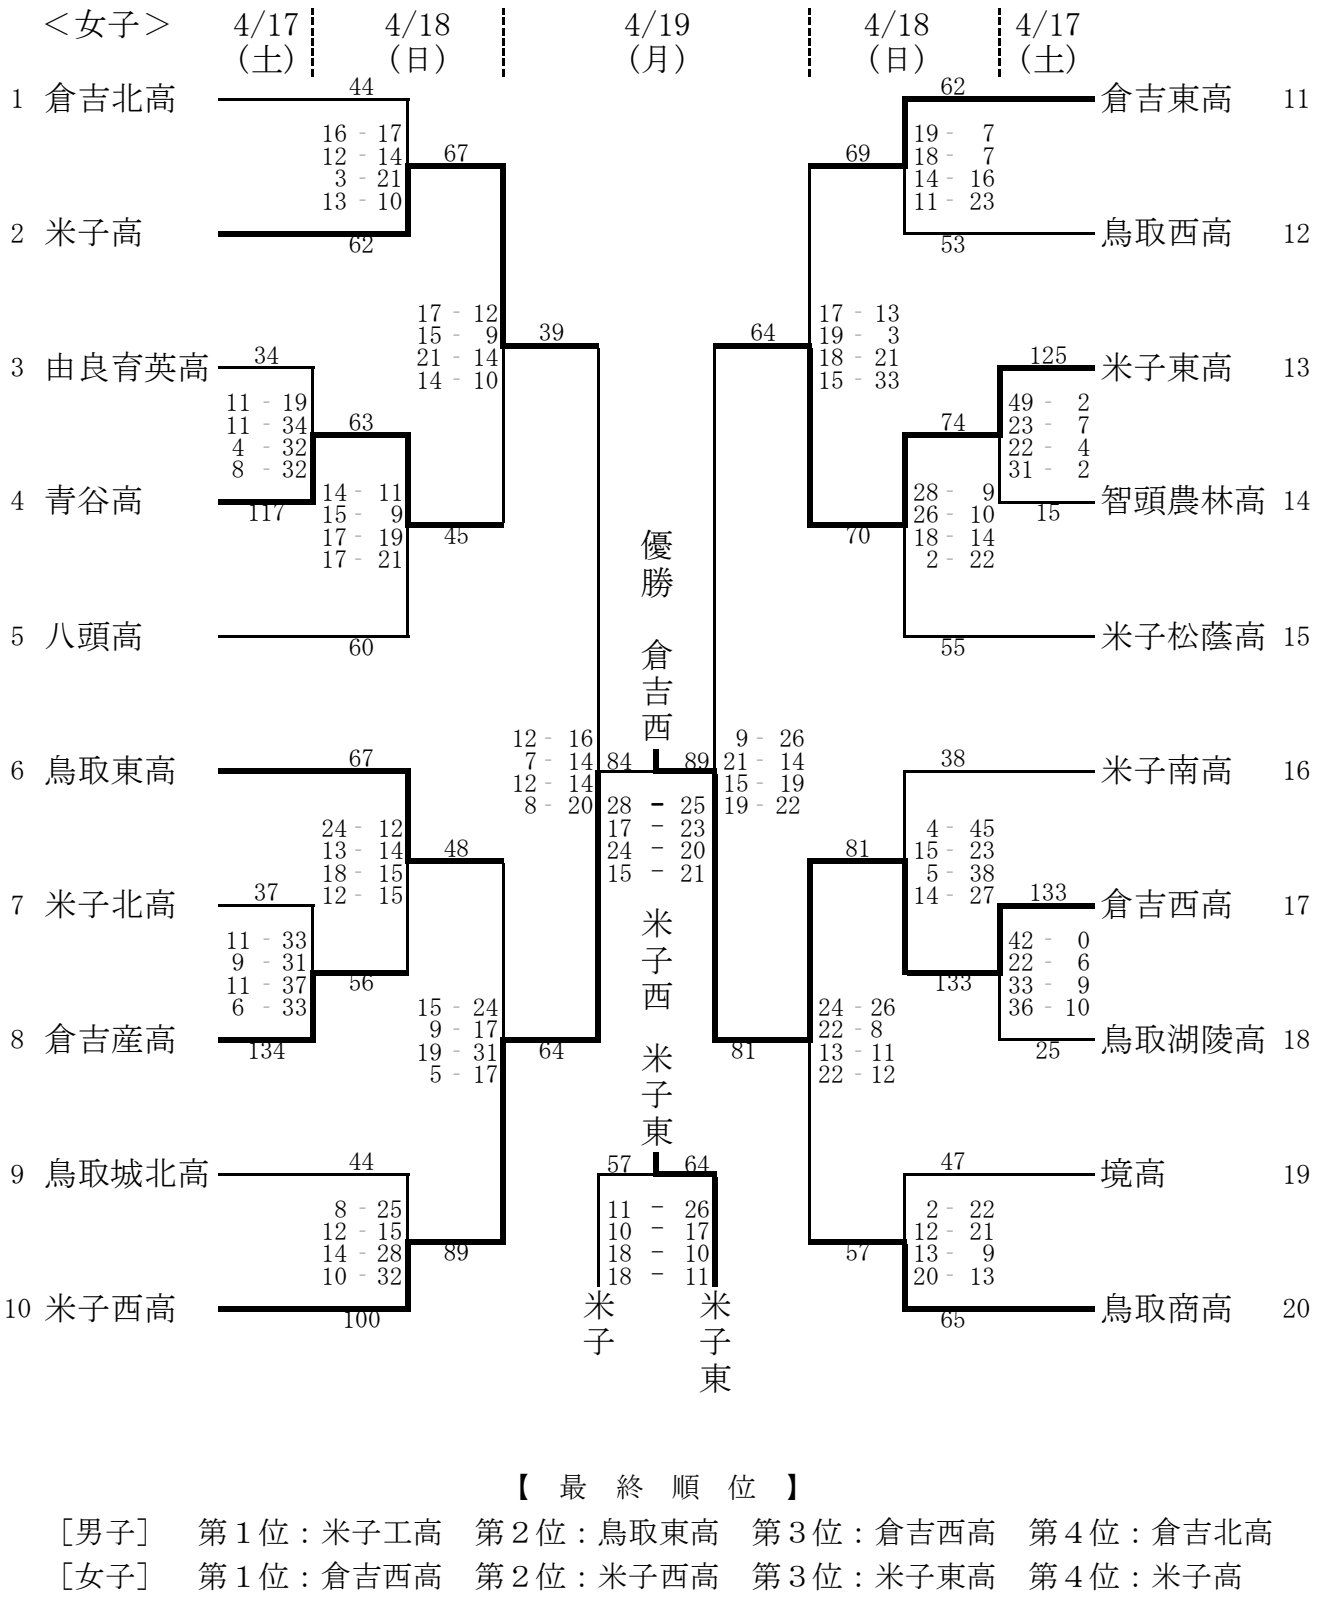 ＜女子＞ 4/17 4/18 4/19 4/18 4/17
(土) (日) (月) (日) (土)
1 倉吉北高 44
16 - 17
12 - 14
3 - 21
13 - 10
67
2 米子高 62
17 - 12
15 - 9
21 - 14
14 - 10
39
3 由良育英高 34
11 - 19
11 - 34
4 - 32
8 - 32
63
4 青谷高 117
14 - 11
15 - 9
17 - 19
17 - 21
45
5 八頭高 60
12 - 16
7 - 14
12 - 14
8 - 20
6 鳥取東高 67
24 - 12
13 - 14
18 - 15
12 - 15
48
7 米子北高 37
11 - 33
9 - 31
11 - 37
6 - 33
56
8 倉吉産高 134
15 - 24
9 - 17
19 - 31
5 - 17
64
9 鳥取城北高 44
8 - 25
12 - 15
14 - 28
10 - 32
89
10 米子西高 100
優勝 倉吉西
84 89
28 - 25
17 - 23
24 - 20
15 - 21
米子西
米子東
57 64
11 - 26
10 - 17
18 - 10
18 - 11
米子
米子東
62 倉吉東高 11
19 - 7
18 - 7
14 - 16
11 - 23
69
53 鳥取西高 12
17 - 13
19 - 3
18 - 21
15 - 33
64
125 米子東高 13
49 - 2
23 - 7
22 - 4
31 - 2
74
15 智頭農林高 14
28 - 9
26 - 10
18 - 14
2 - 22
70
55 米子松蔭高 15
9 - 26
21 - 14
15 - 19
19 - 22
38 米子南高 16
4 - 45
15 - 23
5 - 38
14 - 27
81
133 倉吉西高 17
42 - 0
22 - 6
33 - 9
36 - 10
133
25 鳥取湖陵高 18
24 - 26
22 - 8
13 - 11
22 - 12
81
47 境高 19
2 - 22
12 - 21
13 - 9
20 - 13
57
65 鳥取商高 20
【 最 終 順 位 】
［男子］ 第１位：米子工高 第２位：鳥取東高 第３位：倉吉西高 第４位：倉吉北高
［女子］ 第１位：倉吉西高 第２位：米子西高 第３位：米子東高 第４位：米子高